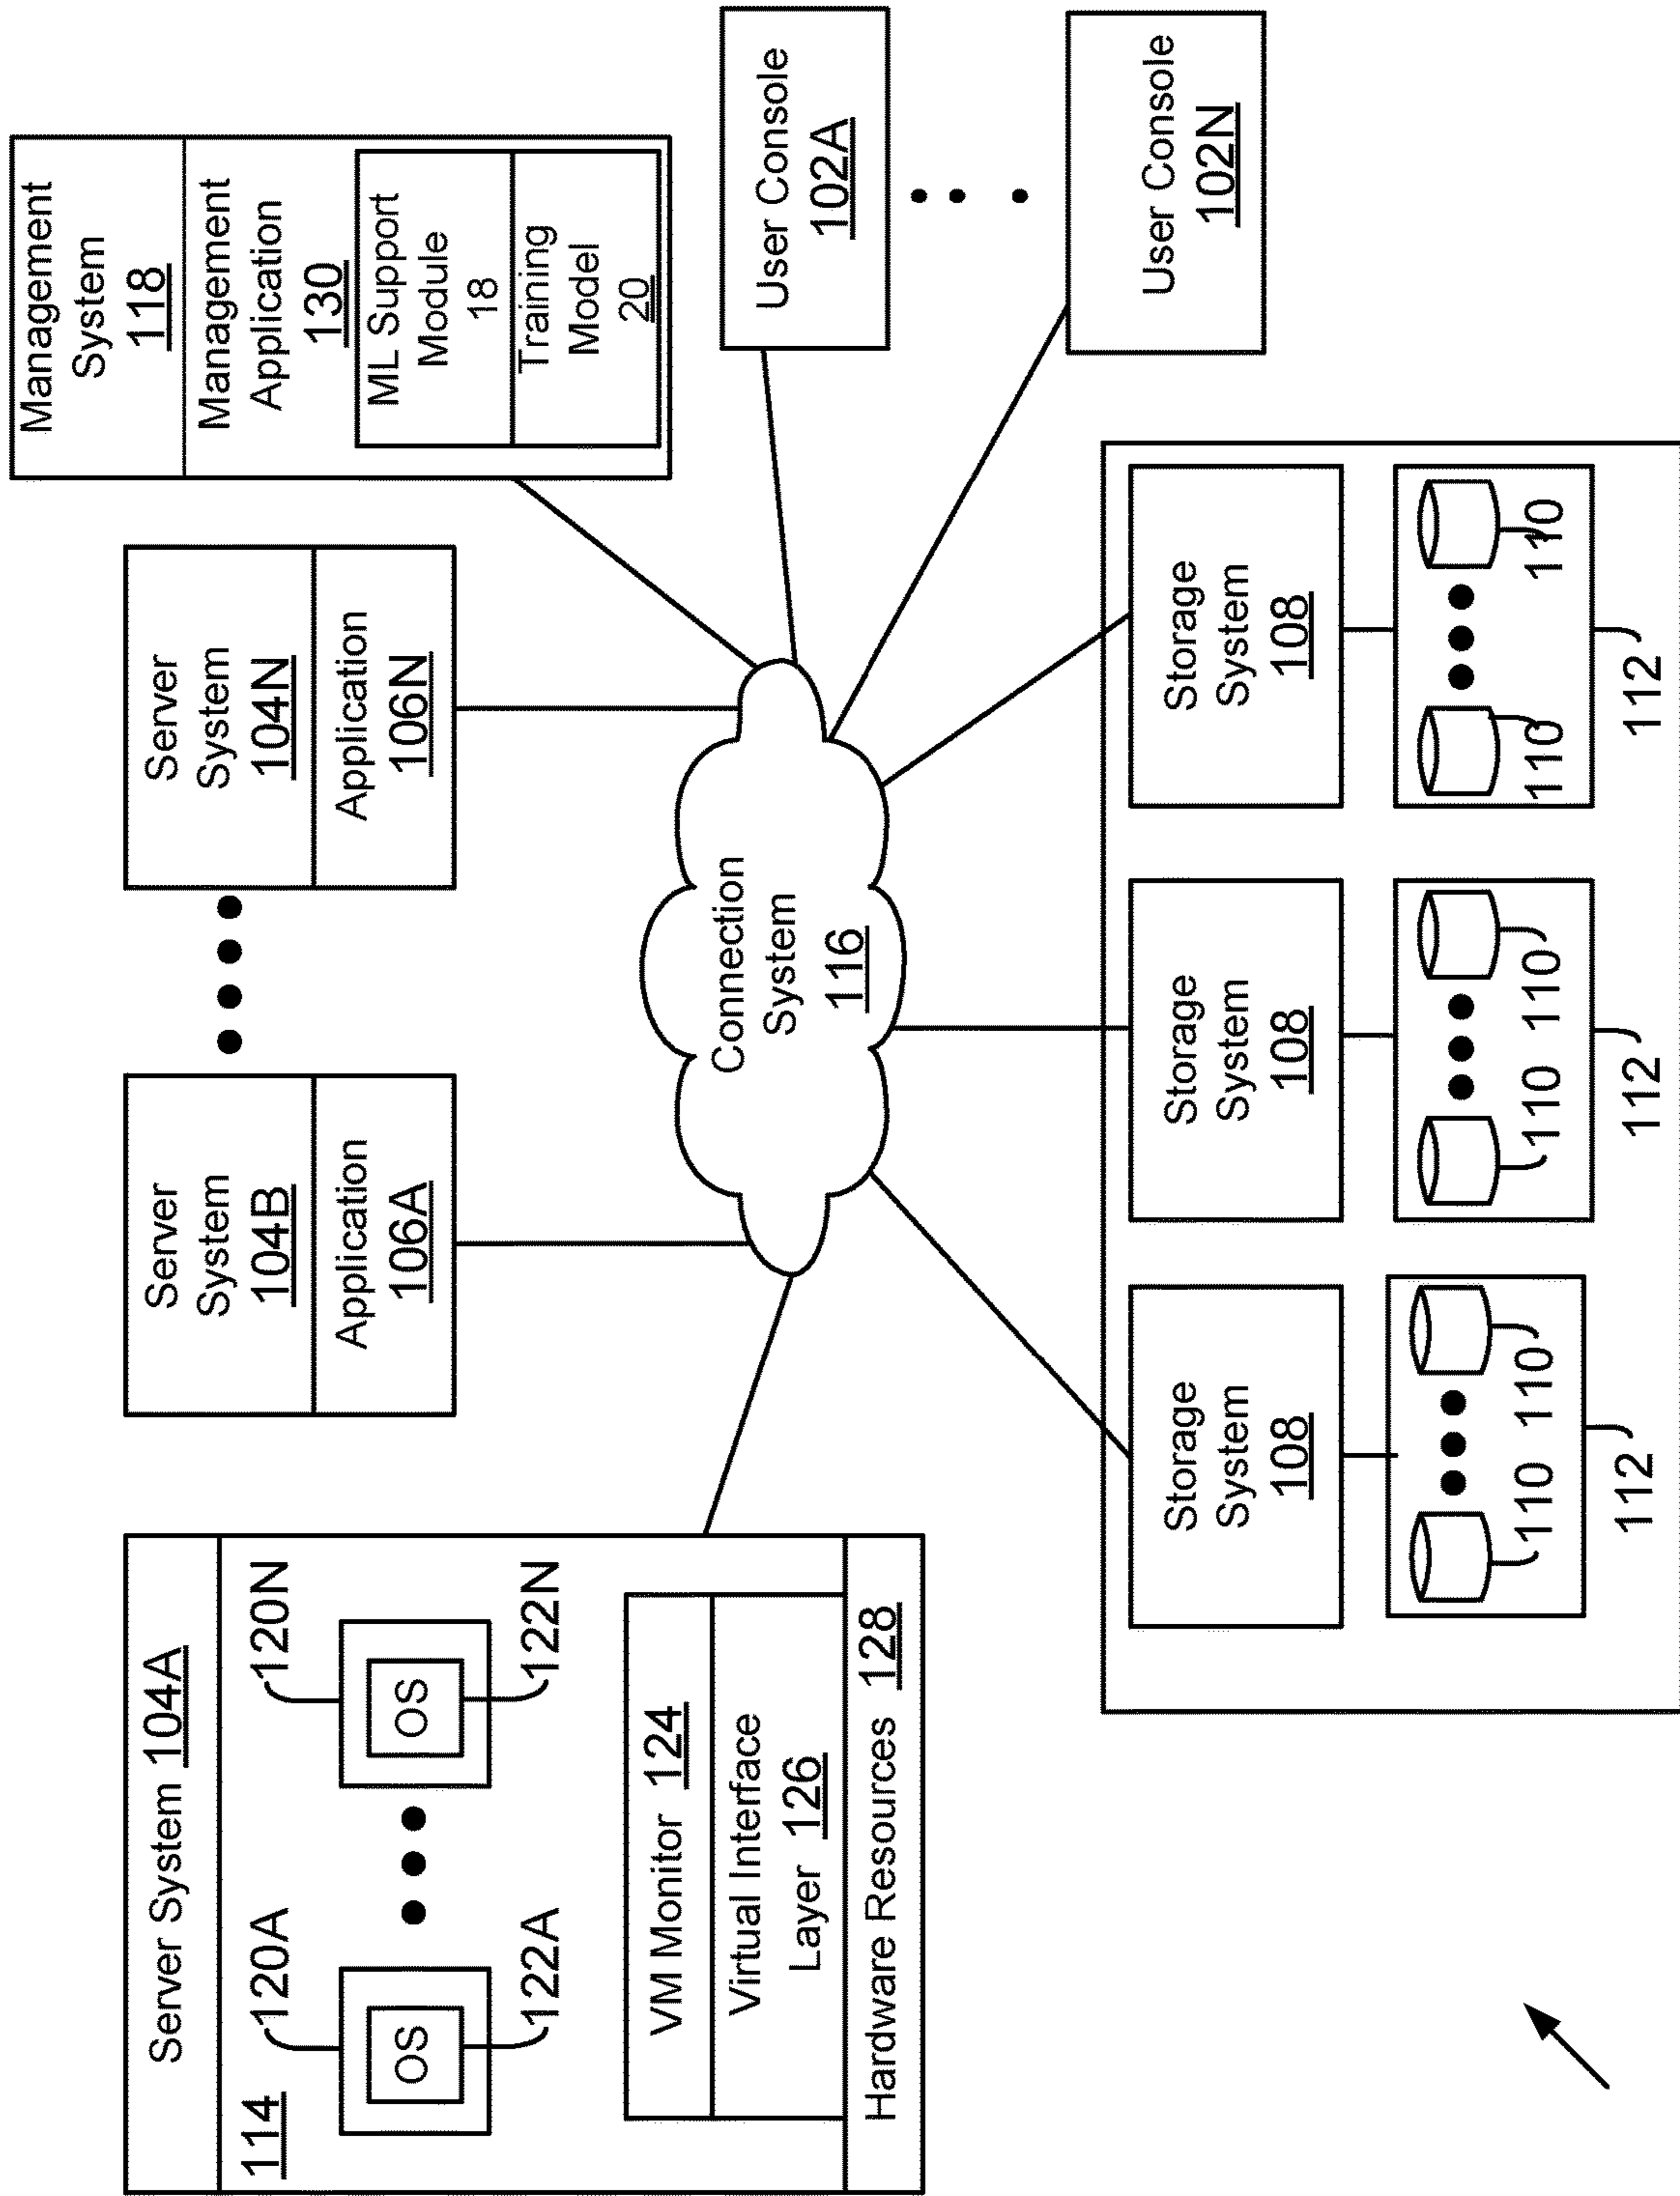 Server System 104A
114
120A
120N
OS
OS
122A
122N
VM Monitor 124
Virtual Interface
Layer 126
Hardware Resources 128
Server
System
104B
Application
106A
Server
System
104N
Application
106N
Management
System
118
Management
Application
130
ML Support
Module
18
Training
Model
20
Connection
System
116
User Console
102A
User Console
102N
Storage
System
108
110
110
112
Storage
System
108
110
110
112
Storage
System
108
110
110
112